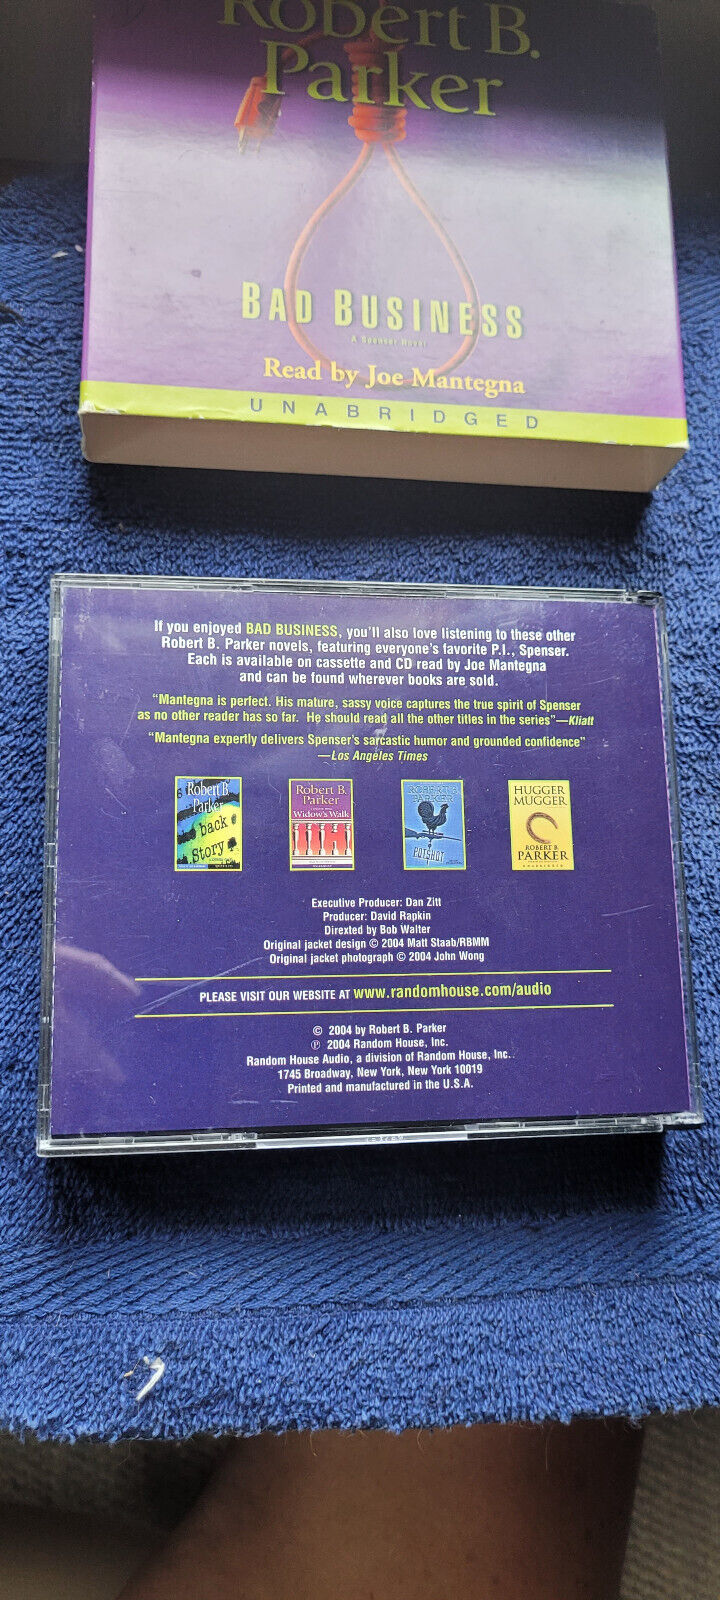 Robert B.
Parker
BAD BUSINESS
A Spenser Novel
Read by Joe Mantegna
UNABRIDGED
If you enjoyed BAD BUSINESS, you'll also love listening to these other
Robert B. Parker novels, featuring everyone's favorite P.I., Spenser.
Each is available on cassette and CD read by Joe Mantegna
and can be found wherever books are sold.
"Mantegna is perfect. His mature, sassy voice captures the true spirit of Spenser
as no other reader has so far. He should read all the other titles in the series"—Kliatt
"Mantegna expertly delivers Spenser's sarcastic humor and grounded confidence"
—Los Angeles Times
Robert B.
Parker
back
Story
Robert B.
Parker
Widow's Walk
ROBERT B.
PARKER
POTSHOT
HUGGER
MUGGER
ROBERT B.
PARKER
UNABRIDGED
Executive Producer: Dan Zitt
Producer: David Rapkin
Directed by Bob Walter
Original jacket design © 2004 Matt Staab/RBMM
Original jacket photograph © 2004 John Wong
PLEASE VISIT OUR WEBSITE AT www.randomhouse.com/audio
© 2004 by Robert B. Parker
℗ 2004 Random House, Inc.
Random House Audio, a division of Random House, Inc.
1745 Broadway, New York, New York 10019
Printed and manufactured in the U.S.A.